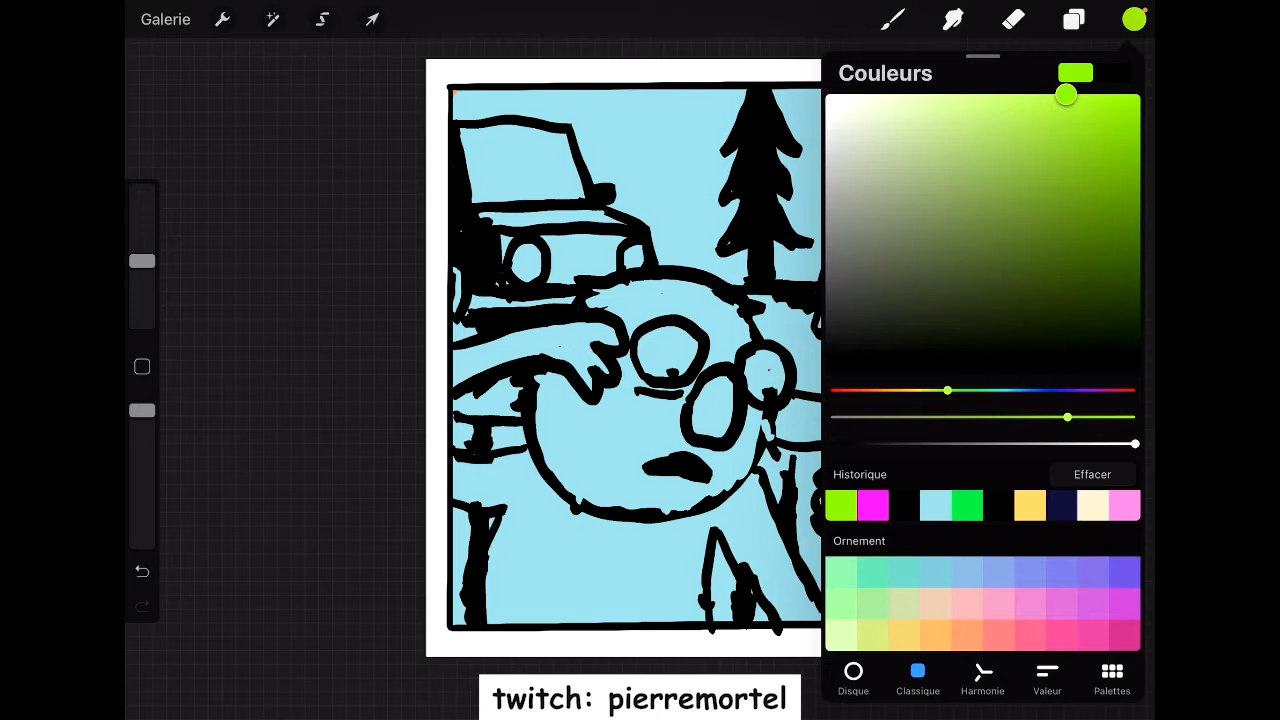 Galerie
Couleurs
Historique
Effacer
Ornement
Disque
Classique
Harmonie
Valeur
Palettes
twitch: pierremortel